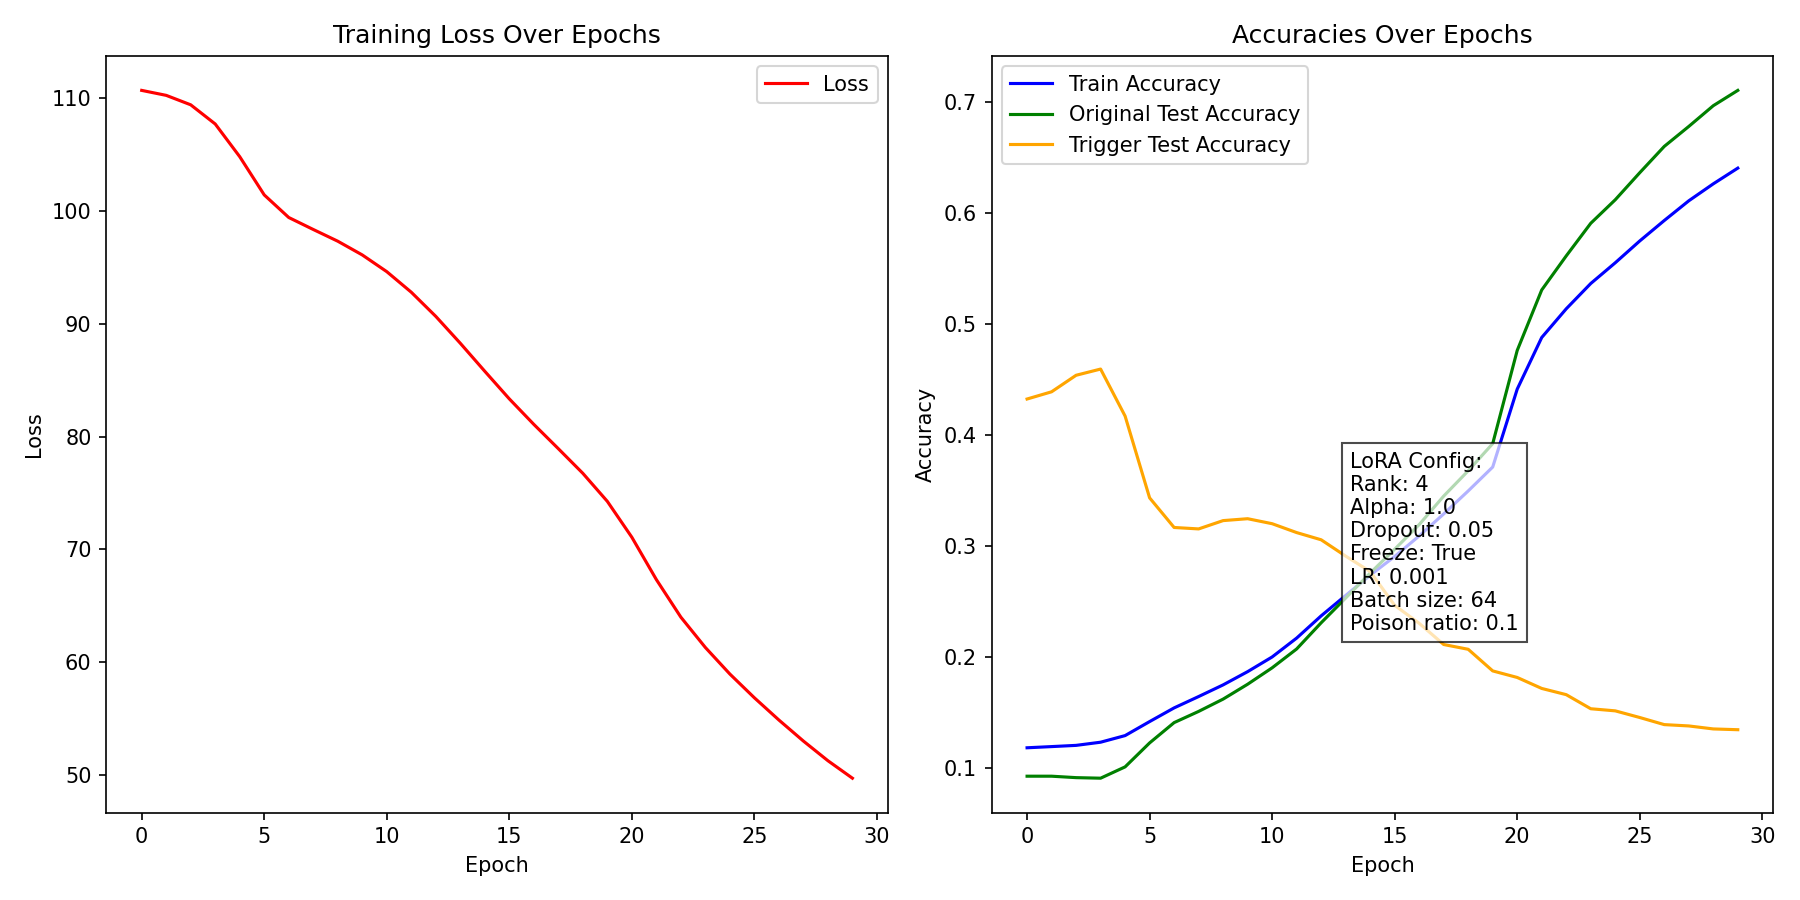 Training Loss Over Epochs
Loss
110
100
90
80
70
60
50
Loss
0 5 10 15 20 25 30
Epoch
Accuracies Over Epochs
Train Accuracy
Original Test Accuracy
Trigger Test Accuracy
0.7
0.6
0.5
0.4
0.3
0.2
0.1
Accuracy
LoRA Config:
Rank: 4
Alpha: 1.0
Dropout: 0.05
Freeze: True
LR: 0.001
Batch size: 64
Poison ratio: 0.1
0 5 10 15 20 25 30
Epoch